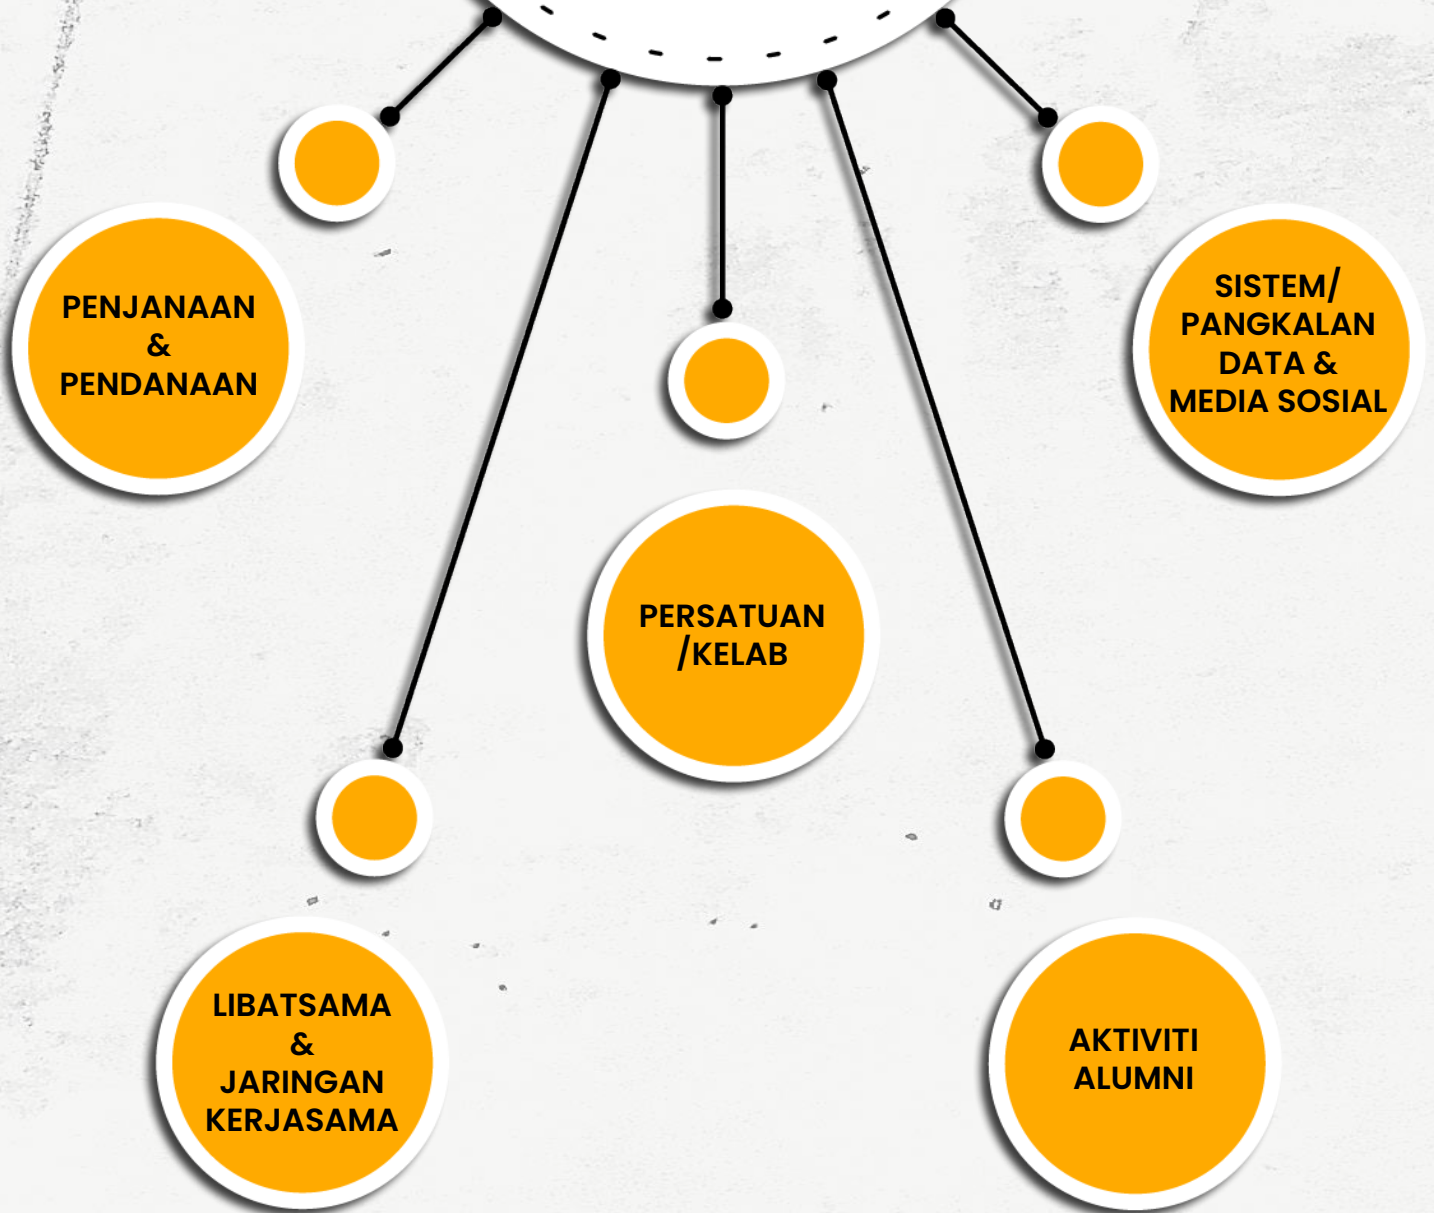 PENJANAAN
&
PENDANAAN
SISTEM/
PANGKALAN
DATA &
MEDIA SOSIAL
PERSATUAN
/KELAB
LIBATSAMA
&
JARINGAN
KERJASAMA
AKTIVITI
ALUMNI